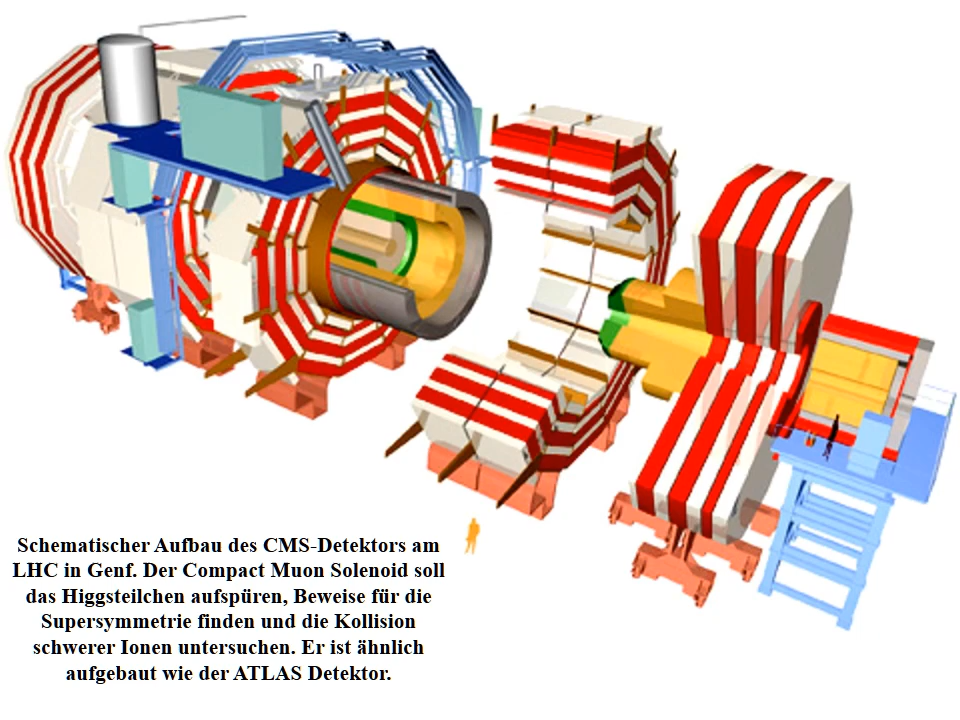 Schematischer Aufbau des CMS-Detektors am
LHC in Genf. Der Compact Muon Solenoid soll
das Higgsteilchen aufspüren, Beweise für die
Supersymmetrie finden und die Kollision
schwerer Ionen untersuchen. Er ist ähnlich
aufgebaut wie der ATLAS Detektor.